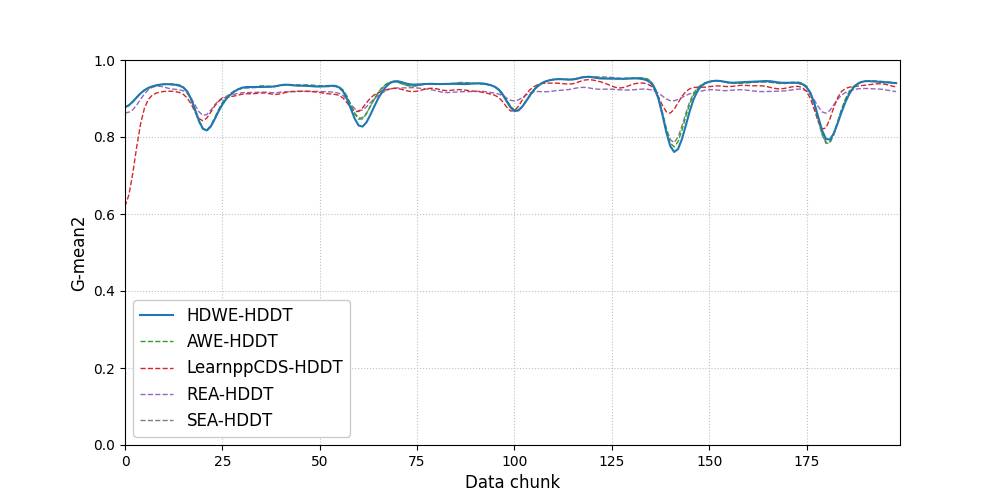 1.0
0.8
0.6
0.4
0.2
0.0
G-mean2
HDWE-HDDT
AWE-HDDT
LearnppCDS-HDDT
REA-HDDT
SEA-HDDT
0 25 50 75 100 125 150 175
Data chunk